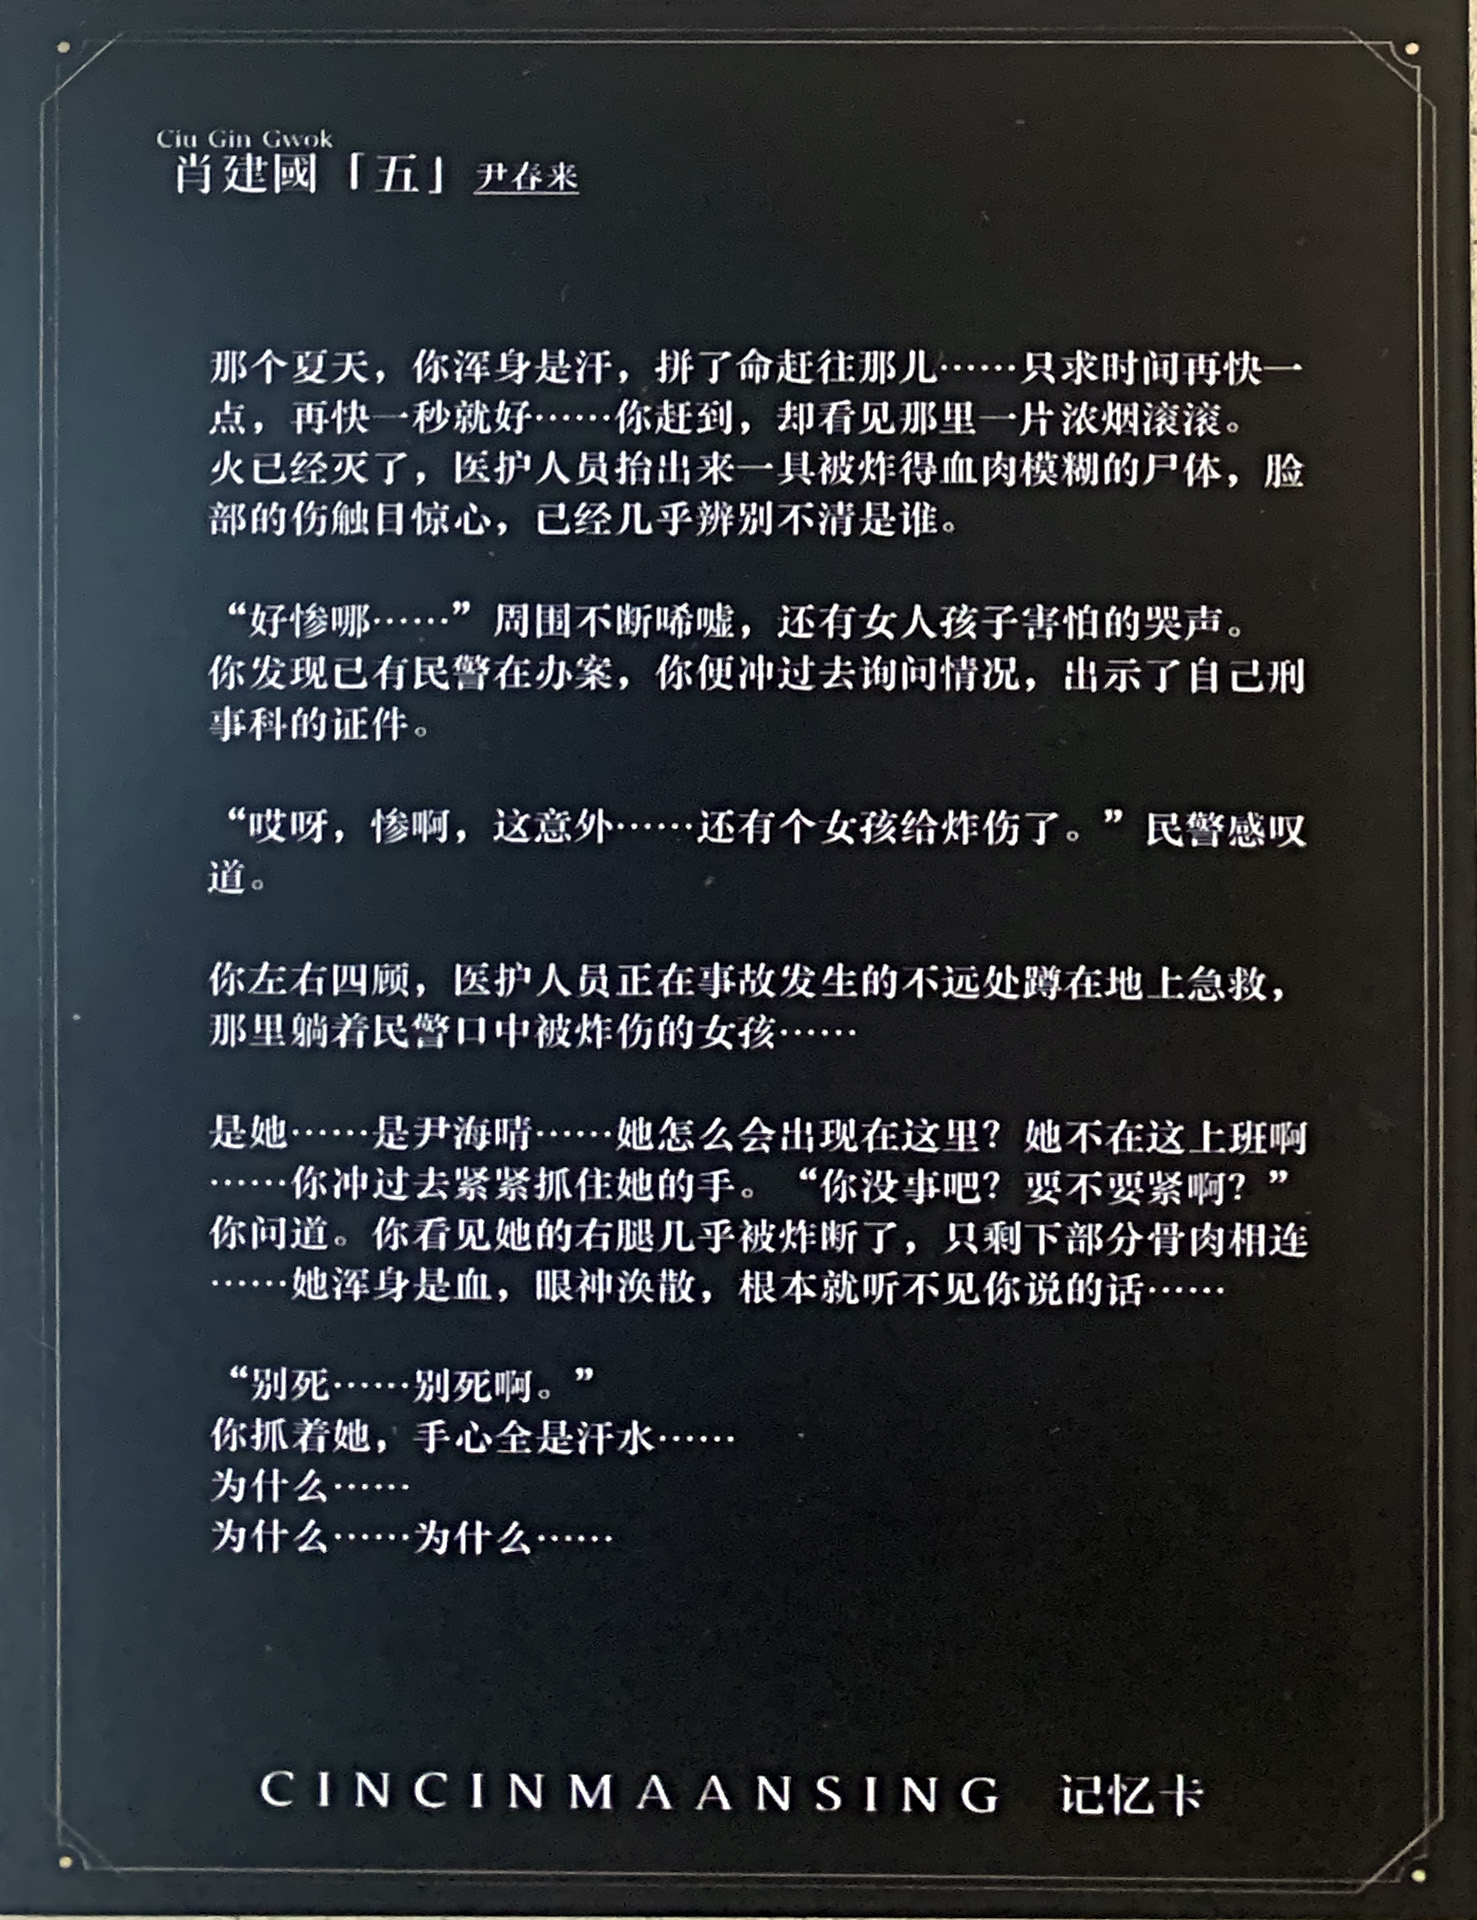 Ciu Gin Gwok
肖建國「五」尹春来
那个夏天，你浑身是汗，拼了命赶往那儿……只求时间再快一
点，再快一秒就好……你赶到，却看见那里一片浓烟滚滚。
火已经灭了，医护人员抬出来一具被炸得血肉模糊的尸体，脸
部的伤触目惊心，已经几乎辨别不清是谁。
“好惨哪……”周围不断唏嘘，还有女人孩子害怕的哭声。
你发现已有民警在办案，你便冲过去询问情况，出示了自己刑
事科的证件。
“哎呀，惨啊，这意外……还有个女孩给炸伤了。”民警感叹
道。
你左右四顾，医护人员正在事故发生的不远处蹲在地上急救，
那里躺着民警口中被炸伤的女孩……
是她……是尹海晴……她怎么会出现在这里？她不在这上班啊
……你冲过去紧紧抓住她的手。“你没事吧？要不要紧啊？”
你问道。你看见她的右腿几乎被炸断了，只剩下部分骨肉相连
……她浑身是血，眼神涣散，根本就听不见你说的话……
“别死……别死啊。”
你抓着她，手心全是汗水……
为什么……
为什么……为什么……
CINCINMAANSING 记忆卡